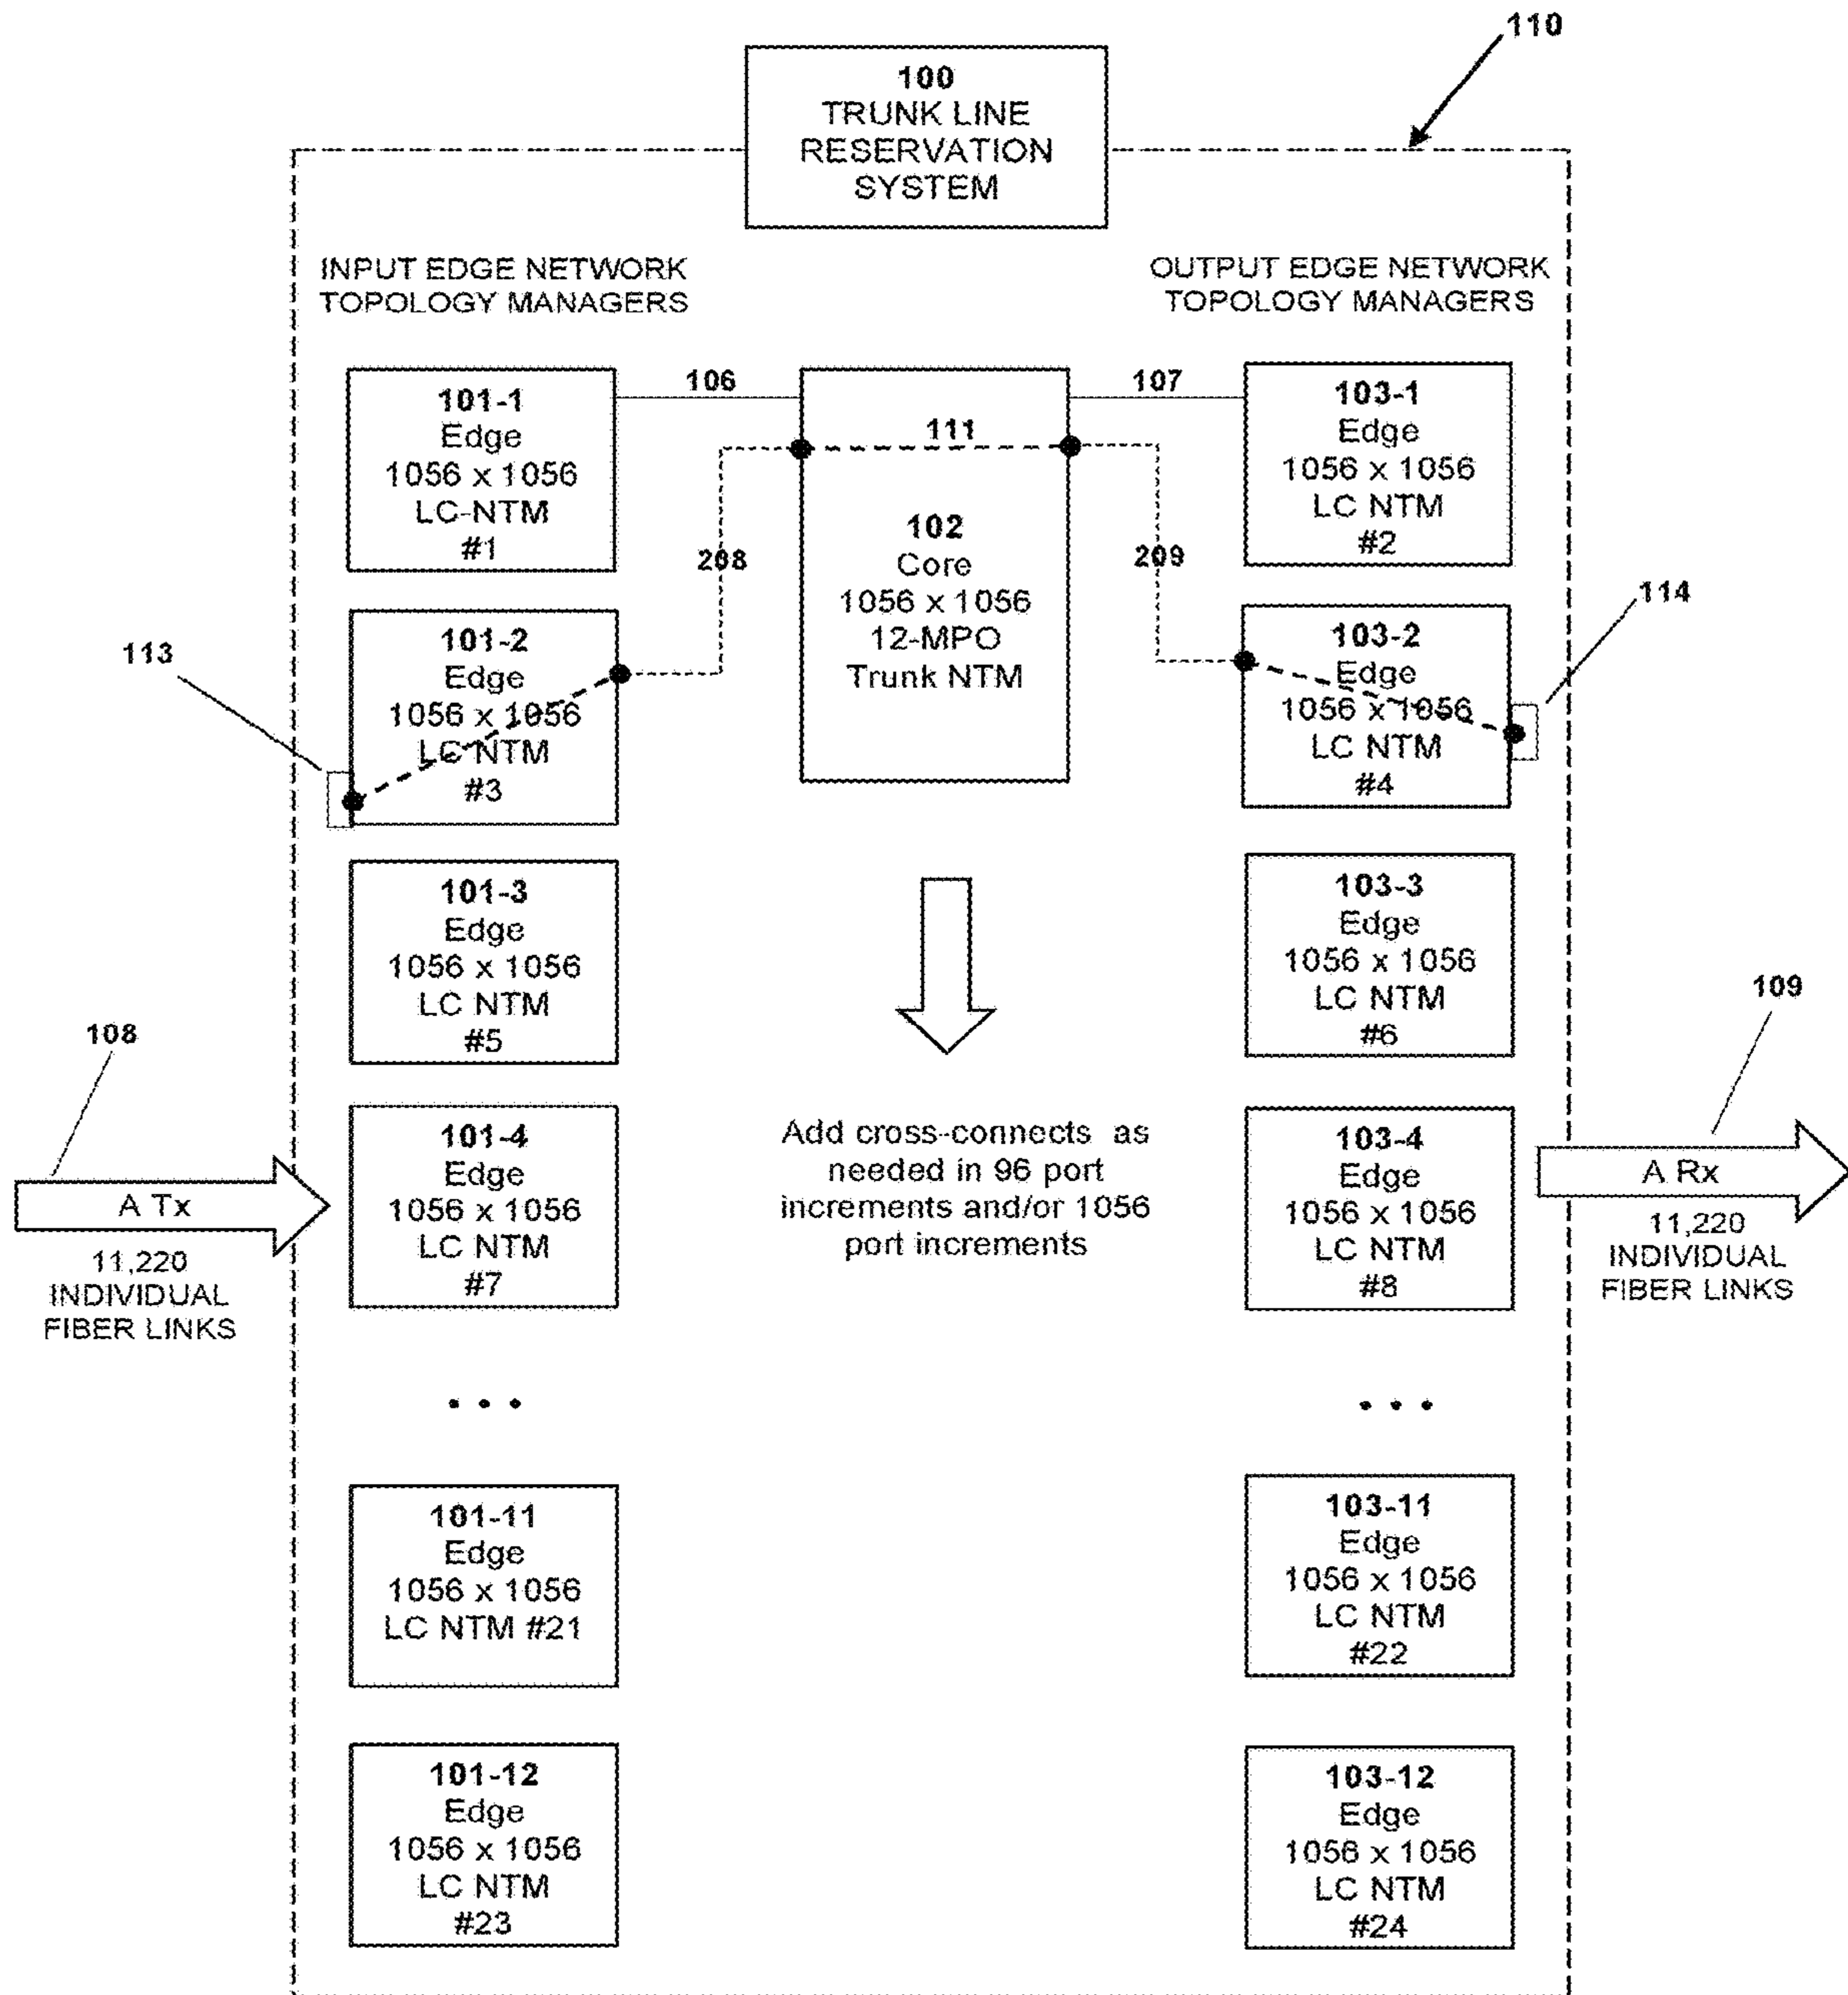 110
100
TRUNK LINE
RESERVATION
SYSTEM
INPUT EDGE NETWORK
TOPOLOGY MANAGERS
OUTPUT EDGE NETWORK
TOPOLOGY MANAGERS
101-1
Edge
1056 x 1056
LC-NTM
#1
106
107
111
102
Core
1056 x 1056
12-MPO
Trunk NTM
103-1
Edge
1056 x 1056
LC NTM
#2
208
209
113
101-2
Edge
1056 x 1056
LC NTM
#3
103-2
Edge
1056 x 1056
LC NTM
#4
114
101-3
Edge
1056 x 1056
LC NTM
#5
103-3
Edge
1056 x 1056
LC NTM
#6
108
A Tx
11,220
INDIVIDUAL
FIBER LINKS
101-4
Edge
1056 x 1056
LC NTM
#7
Add cross-connects as
needed in 96 port
increments and/or 1056
port increments
103-4
Edge
1056 x 1056
LC NTM
#8
109
A Rx
11,220
INDIVIDUAL
FIBER LINKS
. . .
. . .
101-11
Edge
1056 x 1056
LC NTM #21
103-11
Edge
1056 x 1056
LC NTM
#22
101-12
Edge
1056 x 1056
LC NTM
#23
103-12
Edge
1056 x 1056
LC NTM
#24